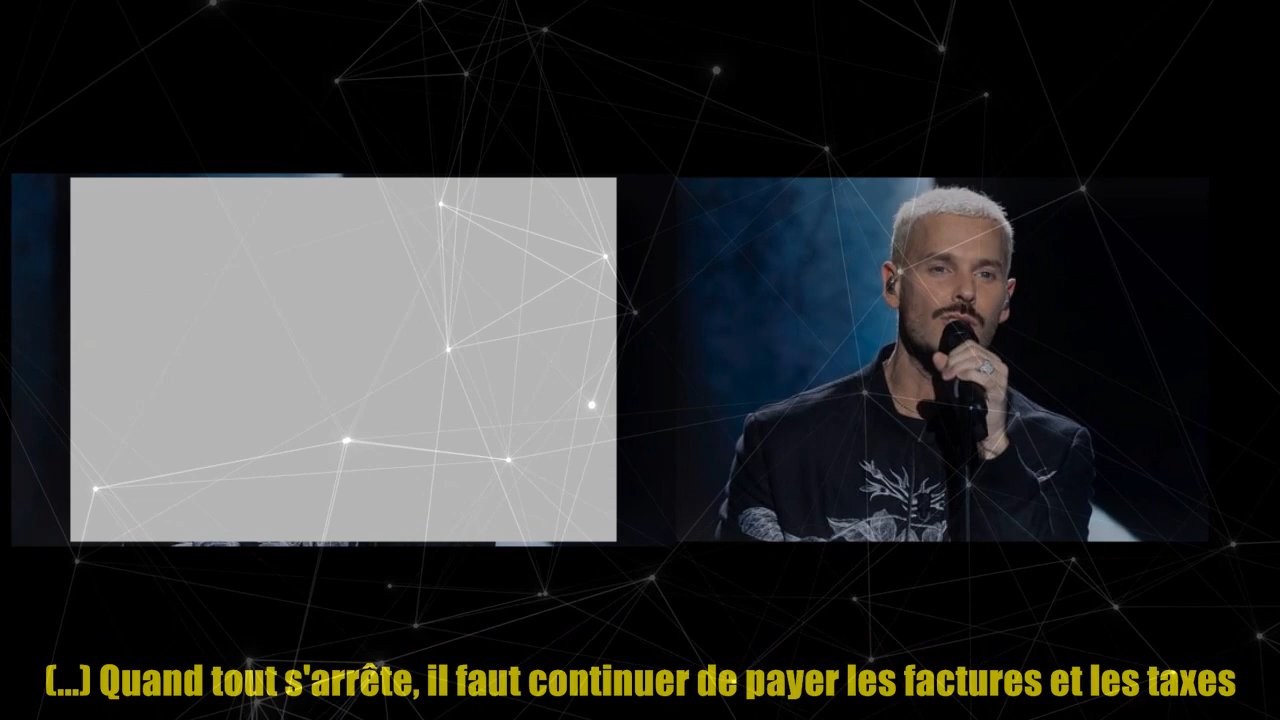 (...) Quand tout s'arrête, il faut continuer de payer les factures et les taxes